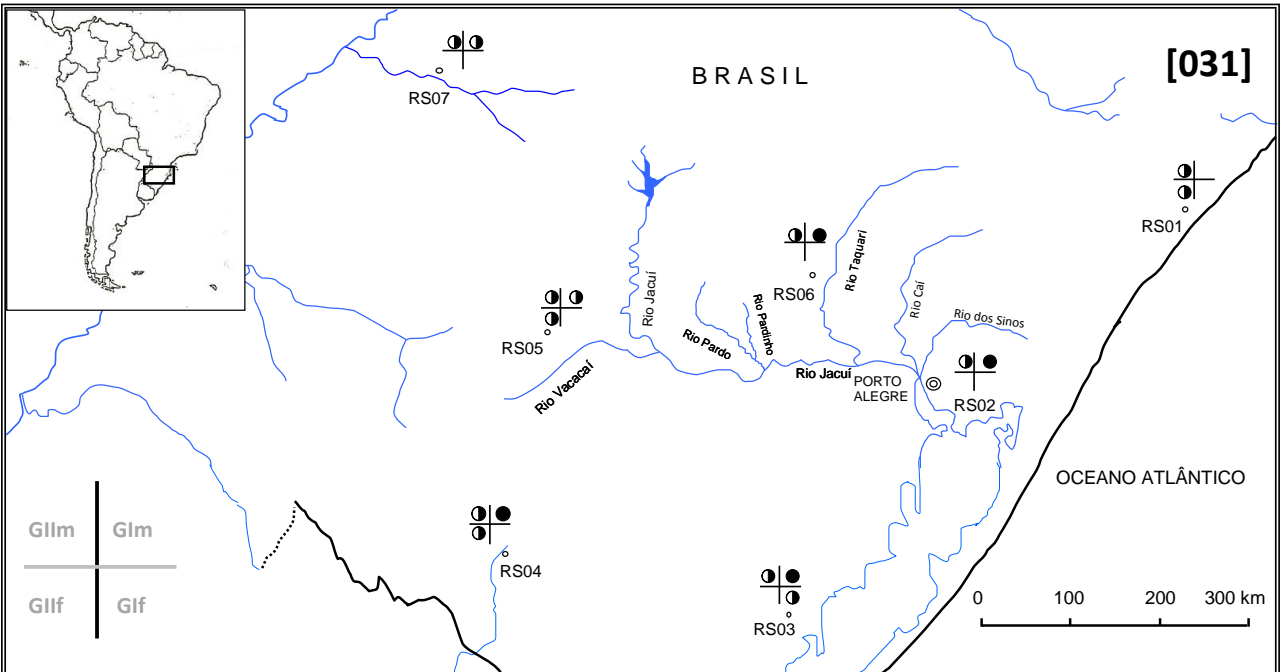 BRASIL
[031]
RS07
RS01
RS06
Rio Taquari
Rio Jacuí
Rio Caí
Rio dos Sinos
RS05
Rio Pardo
Rio Pardinho
Rio Vacacaí
Rio Jacuí
PORTO
ALEGRE
RS02
OCEANO ATLÂNTICO
GIIm
GIm
GIIf
GIf
RS04
RS03
0 100 200 300 km